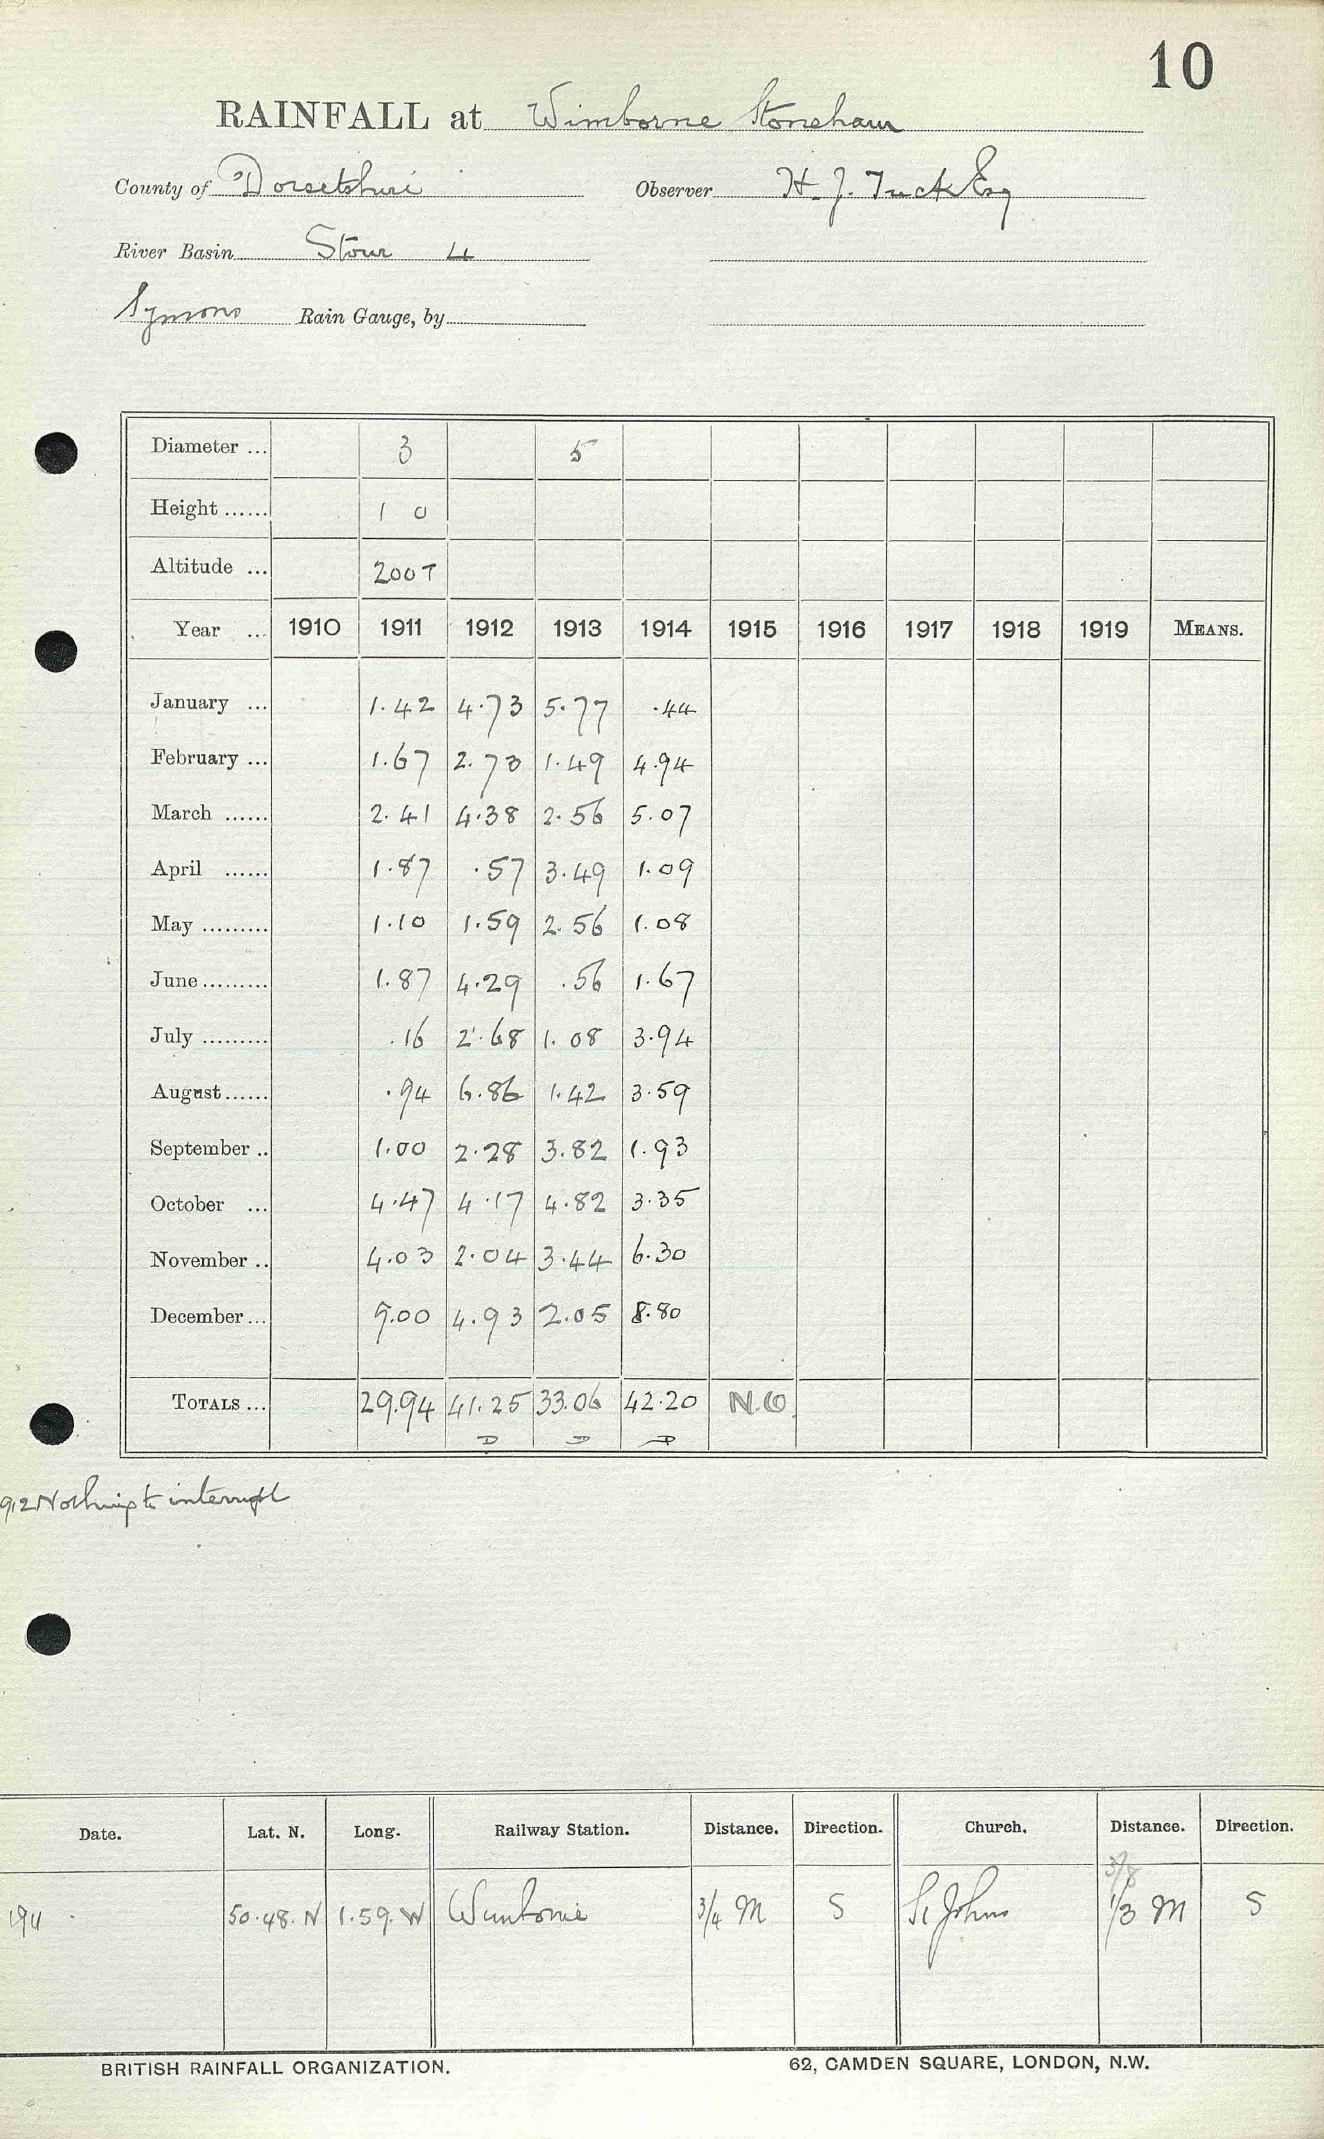 10
RAINFALL at Wimborne Stoneham
County of Dorsetshire Observer H. J. Tuck Esq
River Basin Stour 4
Symons Rain Gauge, by
Diameter ... 3 5
Height ...... 1 0
Altitude ... 200 T
Year ... 1910 1911 1912 1913 1914 1915 1916 1917 1918 1919 MEANS.
January ... 1.42 4.73 5.77 .44
February ... 1.67 2.73 1.49 4.94
March ...... 2.41 4.38 2.56 5.07
April ...... 1.87 .57 3.49 1.09
May ......... 1.10 1.59 2.56 1.08
June ......... 1.87 4.29 .56 1.67
July ......... .16 2.68 1.08 3.94
August ...... .94 6.86 1.42 3.59
September .. 1.00 2.28 3.82 1.93
October ... 4.47 4.17 4.82 3.35
November .. 4.03 2.04 3.44 6.30
December ... 9.00 4.93 2.05 8.80
TOTALS ... 29.94 41.25 33.06 42.20 N.O
D D D
912 Nothing to interrupt
Date. Lat. N. Long. Railway Station. Distance. Direction. Church. Distance. Direction.
3/8
1911 50.48. N 1.59. W Wimborne 3/4 M S St Johns 1/3 M S
BRITISH RAINFALL ORGANIZATION. 62, CAMDEN SQUARE, LONDON, N.W.